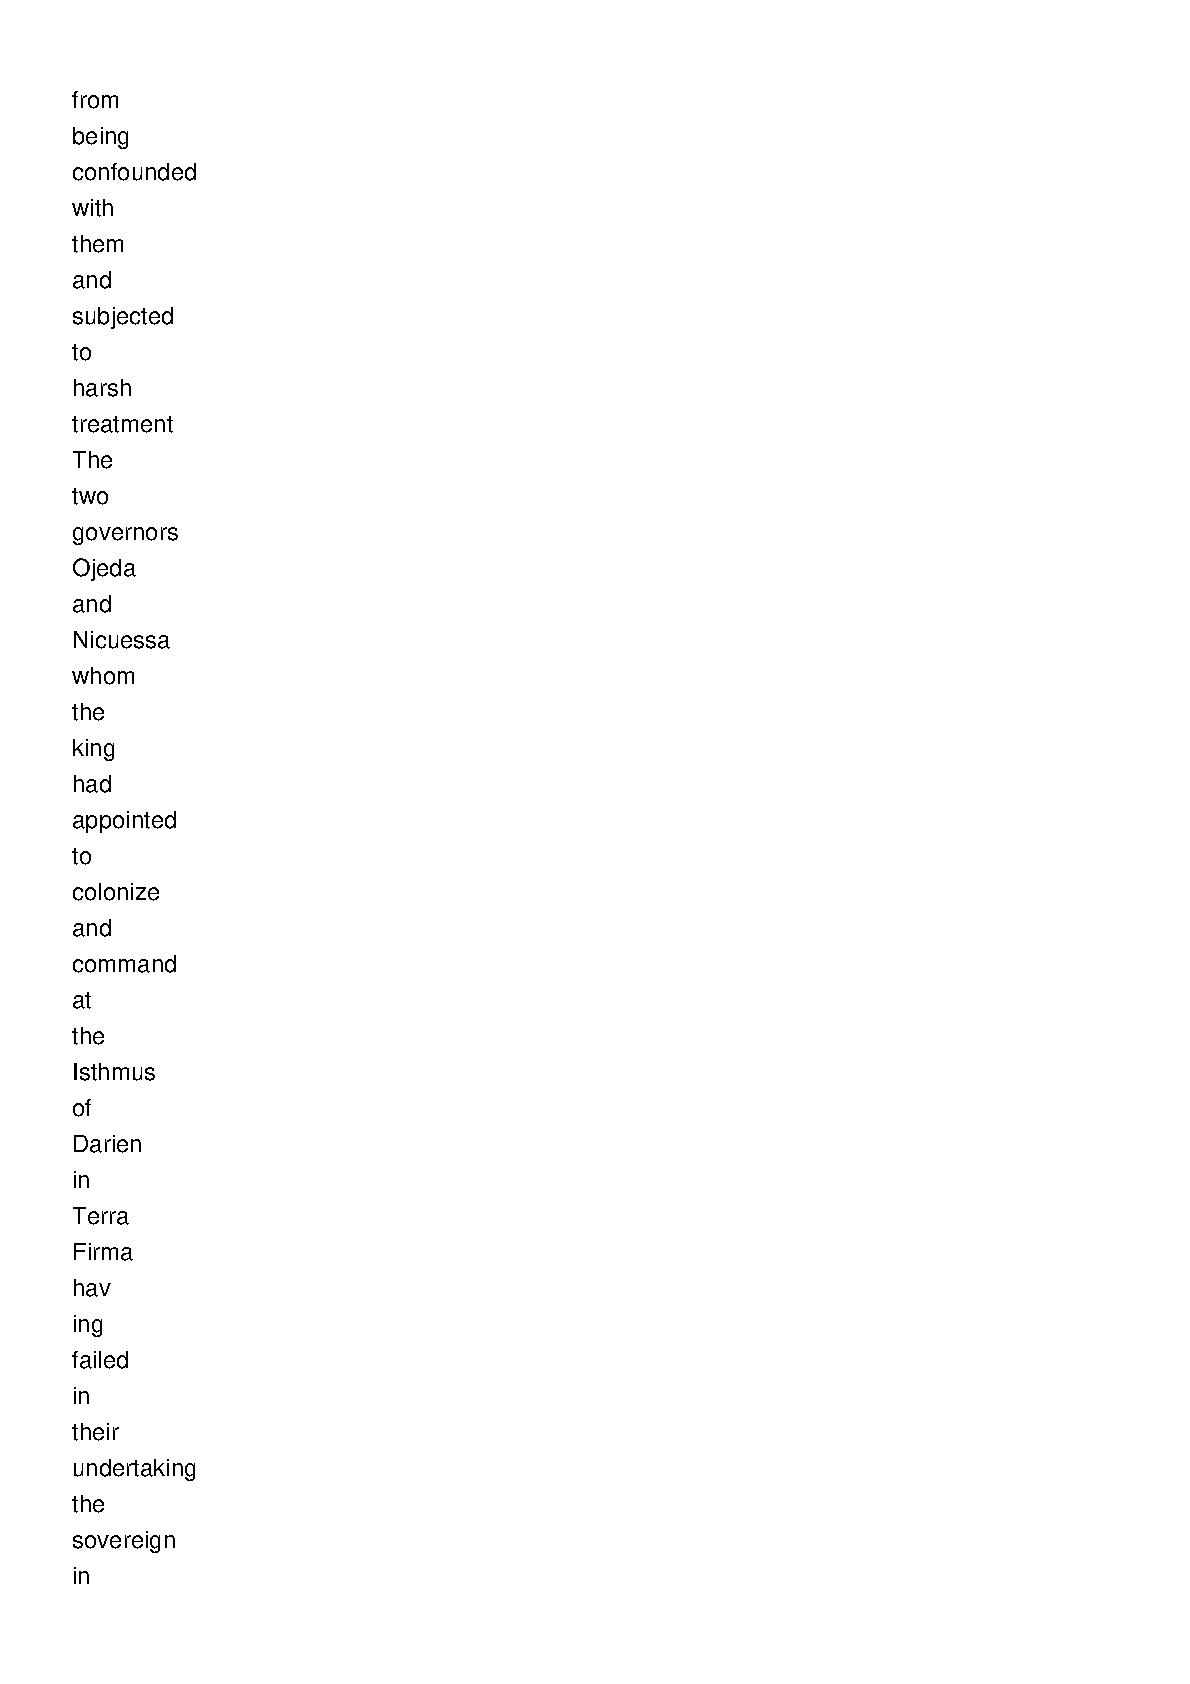 from
being
confounded
with
them
and
subjected
to
harsh
treatment
The
two
governors
Ojeda
and
Nicuessa
whom
the
king
had
appointed
to
colonize
and
command
at
the
Isthmus
of
Darien
in
Terra
Firma
hav
ing
failed
in
their
undertaking
the
sovereign
in